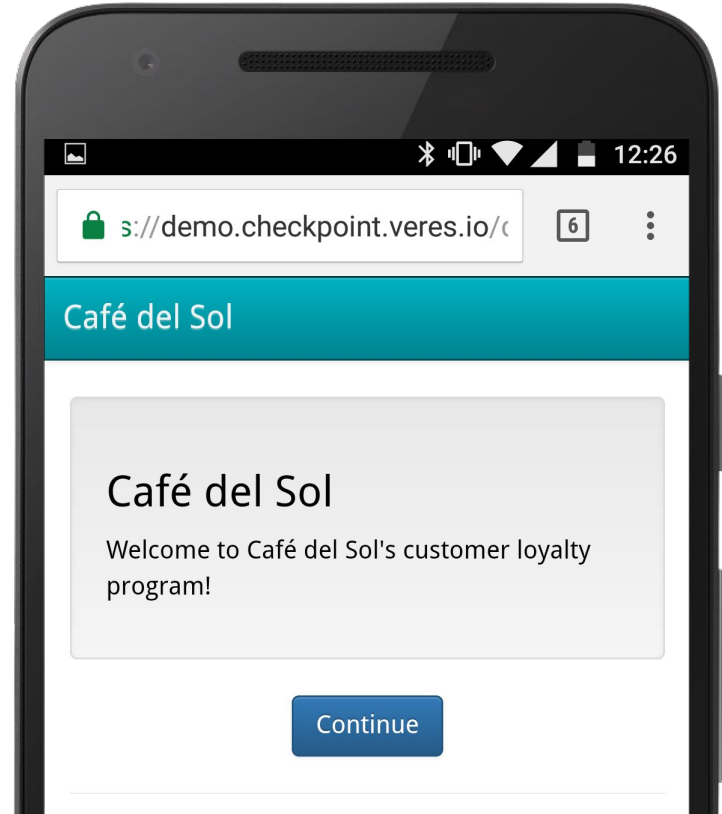 12:26
s://demo.checkpoint.veres.io/
6
Café del Sol
Café del Sol
Welcome to Café del Sol's customer loyalty
program!
Continue